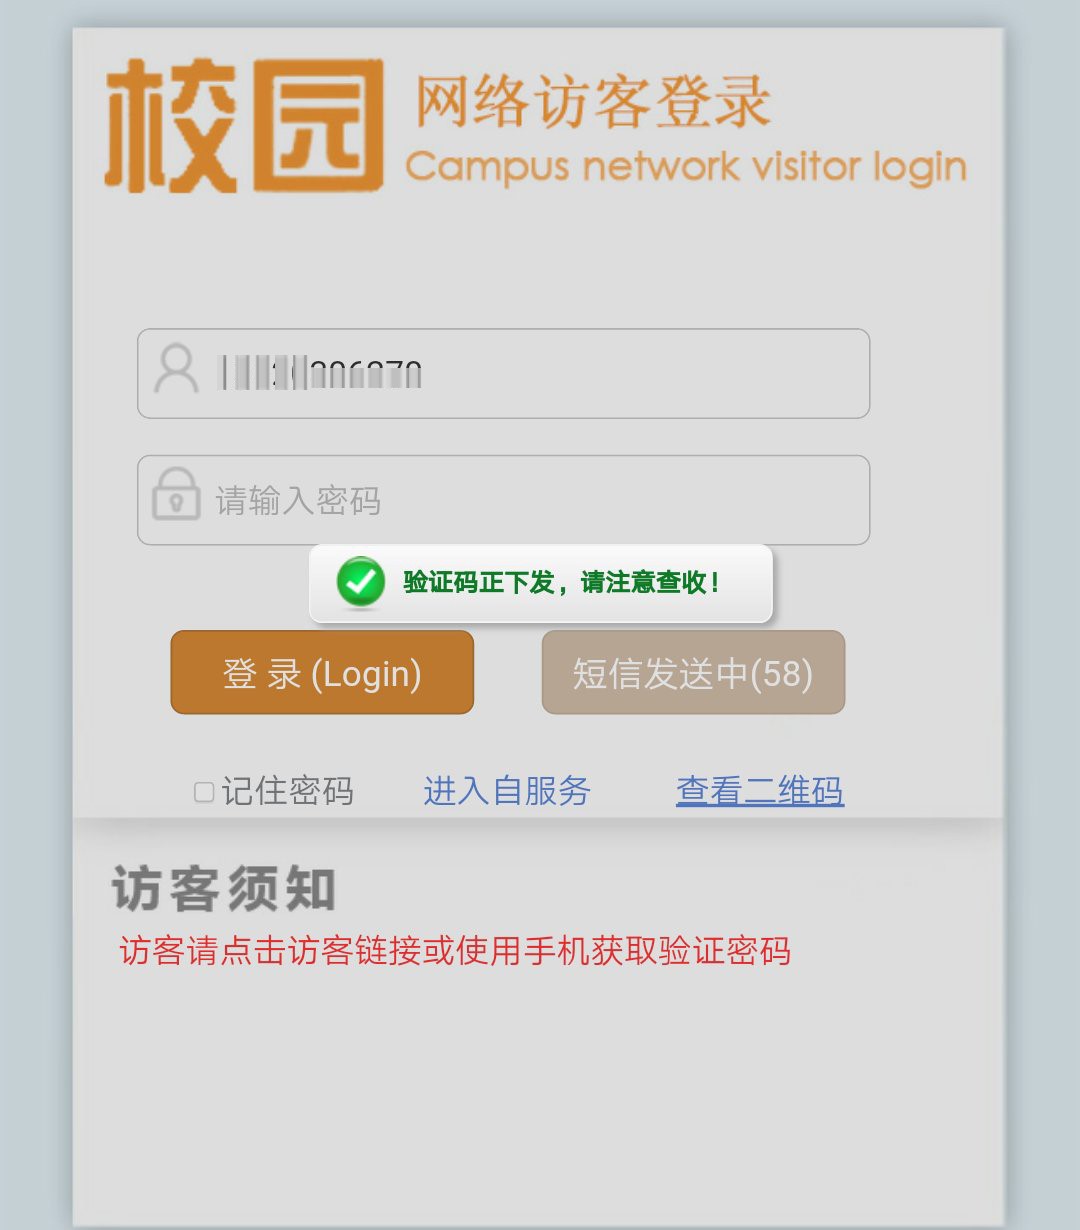 校园
网络访客登录
Campus network visitor login
请输入密码
验证码正下发，请注意查收！
登 录 (Login)
短信发送中(58)
记住密码
进入自服务
查看二维码
访客须知
访客请点击访客链接或使用手机获取验证密码